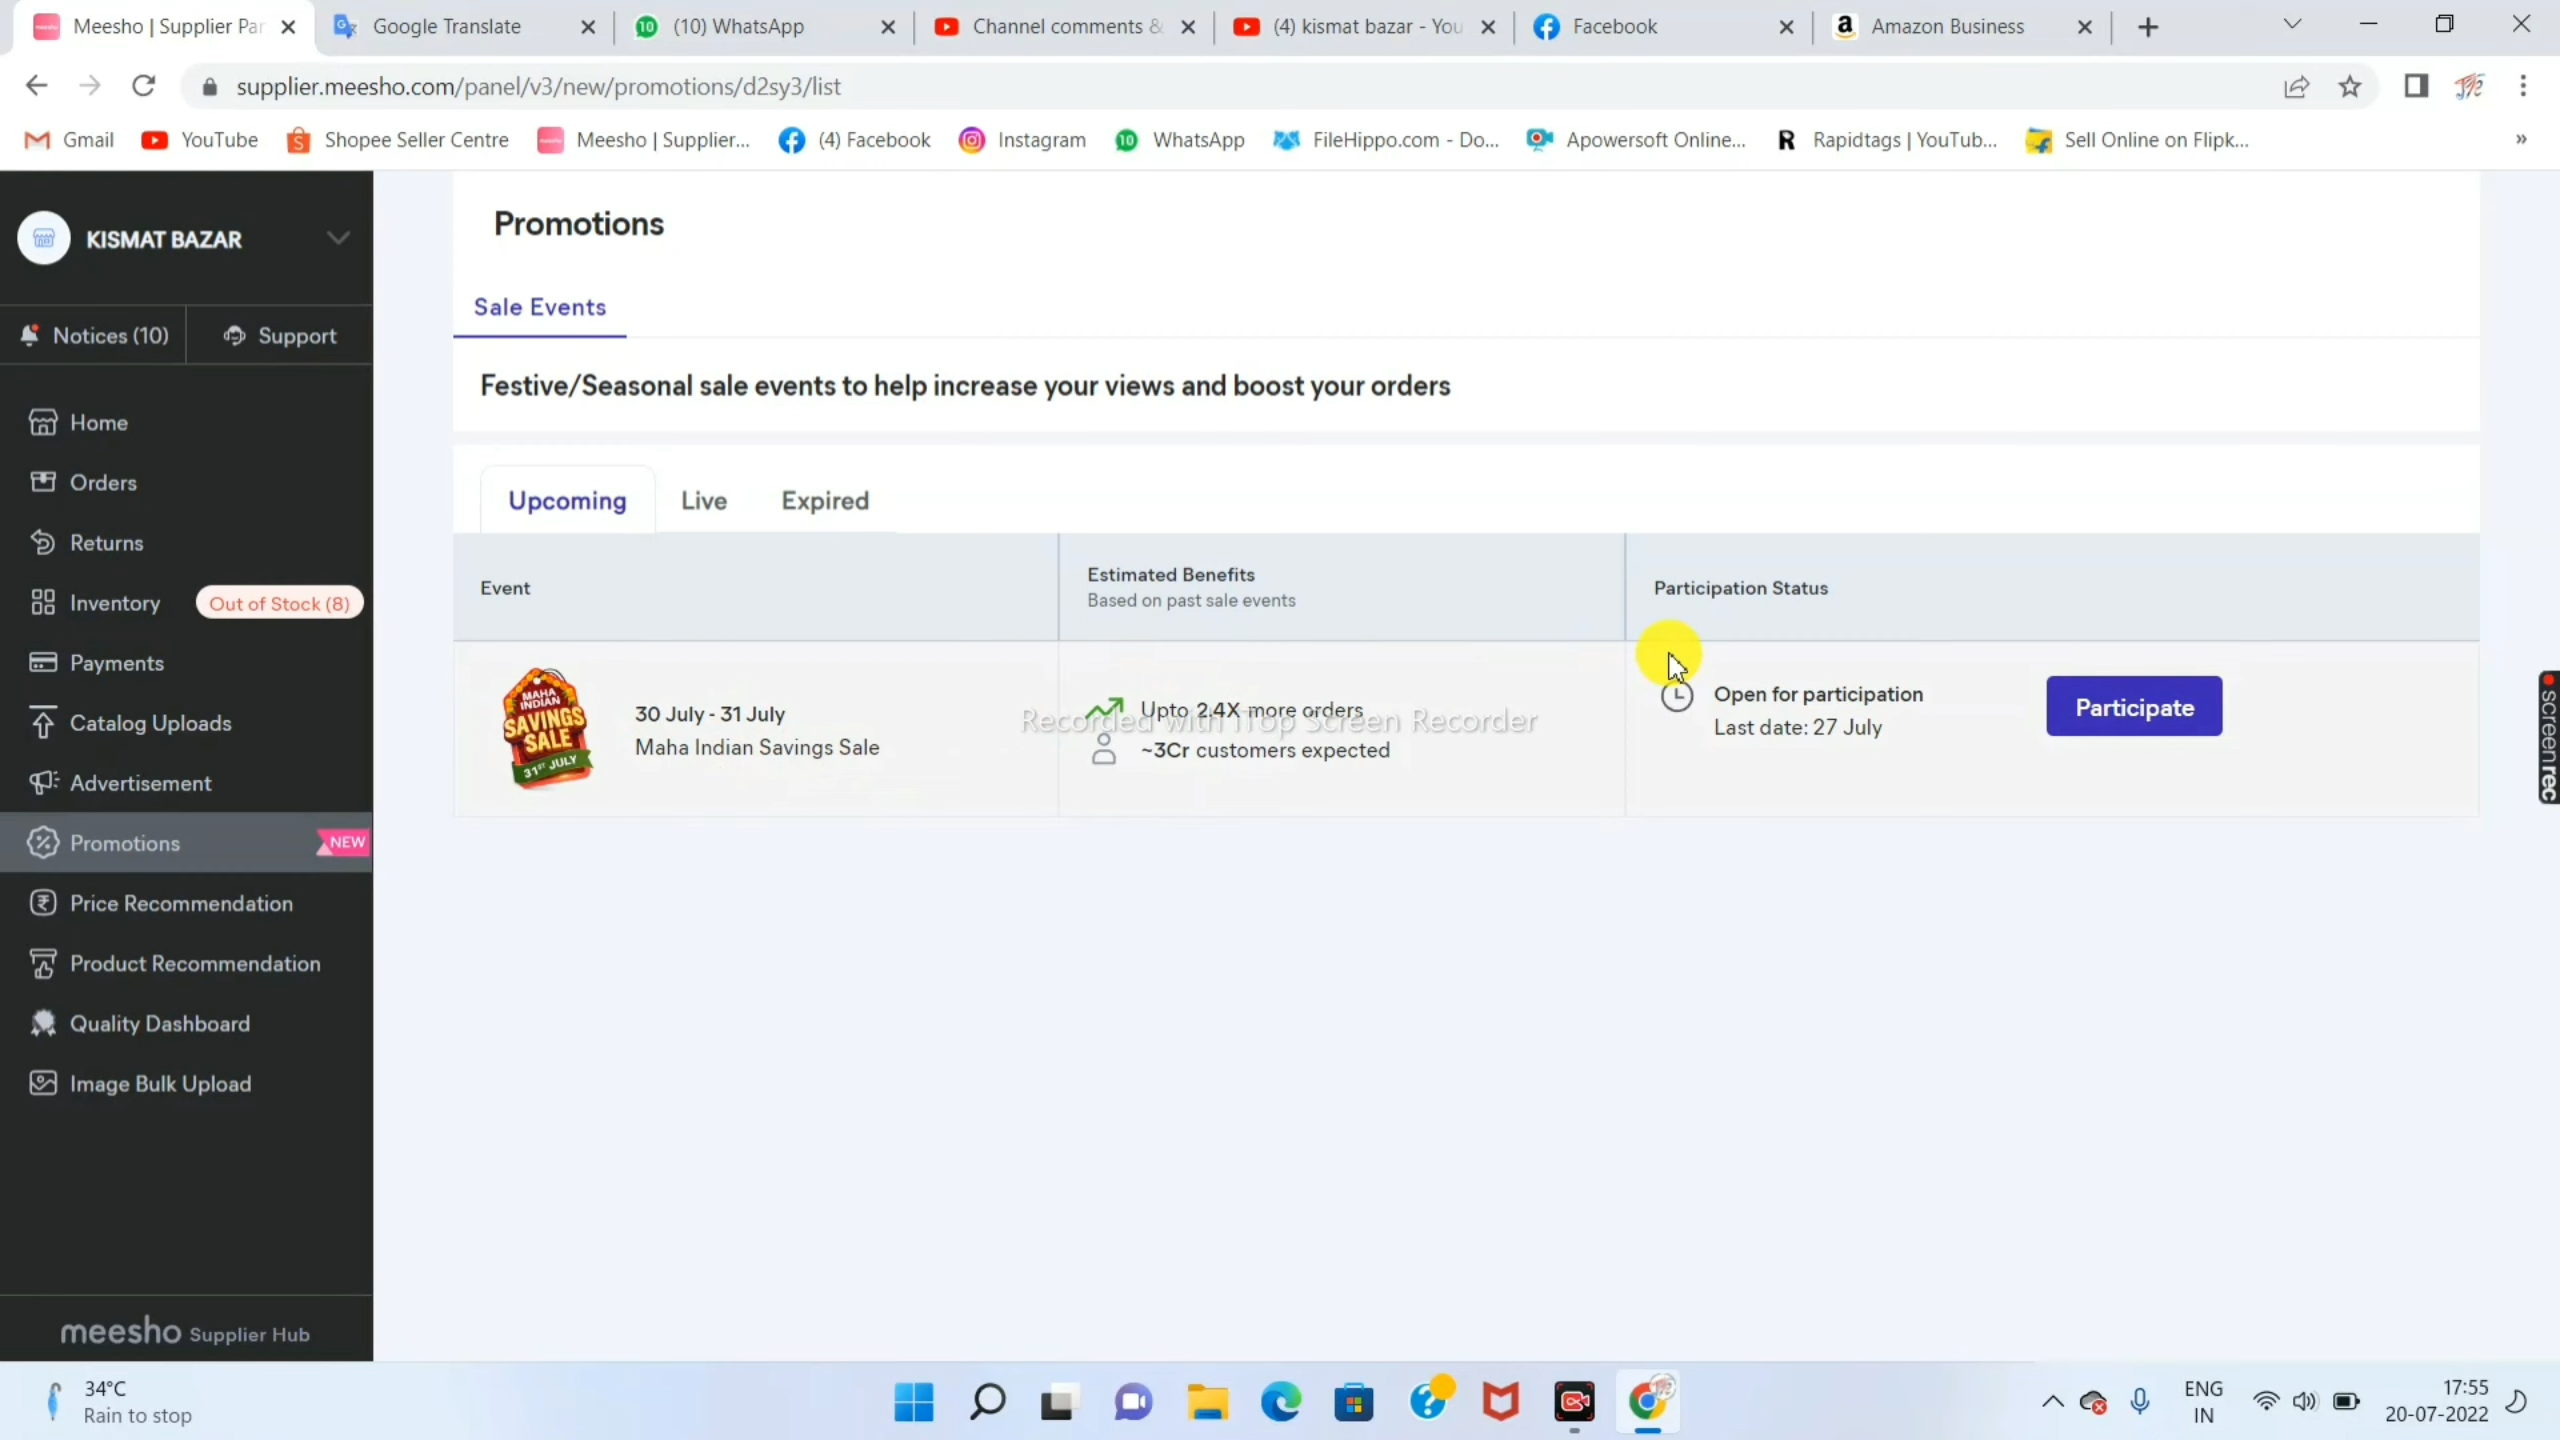 Meesho | Supplier Par
Google Translate
(10) WhatsApp
Channel comments &
(4) kismat bazar - You
Facebook
Amazon Business
supplier.meesho.com/panel/v3/new/promotions/d2sy3/list
Gmail
YouTube
Shopee Seller Centre
Meesho | Supplier...
(4) Facebook
Instagram
WhatsApp
FileHippo.com - Do...
Apowersoft Online...
Rapidtags | YouTub...
Sell Online on Flipk...
»
KISMAT BAZAR
Notices (10)
Support
Home
Orders
Returns
Inventory
Out of Stock (8)
Payments
Catalog Uploads
Advertisement
Promotions
NEW
Price Recommendation
Product Recommendation
Quality Dashboard
Image Bulk Upload
meesho Supplier Hub
Promotions
Sale Events
Festive/Seasonal sale events to help increase your views and boost your orders
Upcoming
Live
Expired
Event
Estimated Benefits
Based on past sale events
Participation Status
MAHA
INDIAN
SAVINGS
SALE
31ST JULY
30 July - 31 July
Maha Indian Savings Sale
Upto 2.4X more orders
~3Cr customers expected
Recorded with iTop Screen Recorder
Open for participation
Last date: 27 July
Participate
screenrec
34°C
Rain to stop
ENG
IN
17:55
20-07-2022